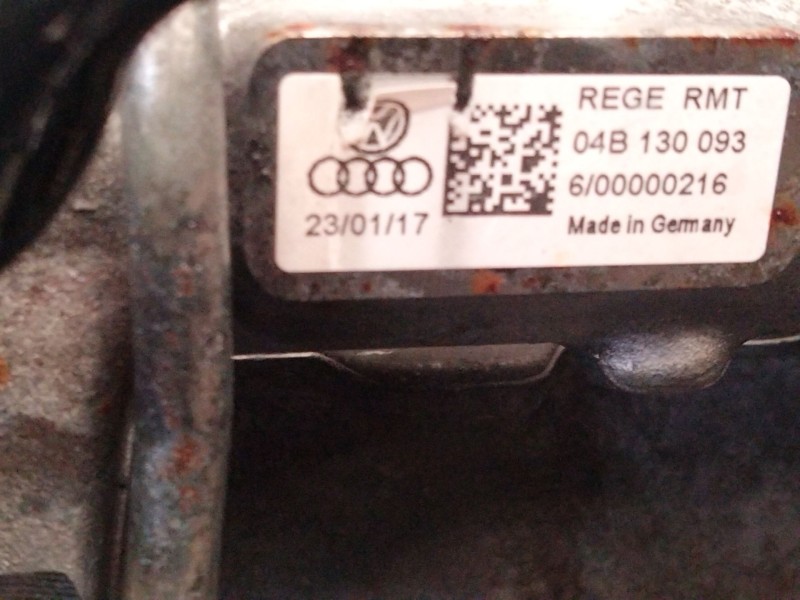 REGE RMT
04B 130 093
6/00000216
23/01/17
Made in Germany